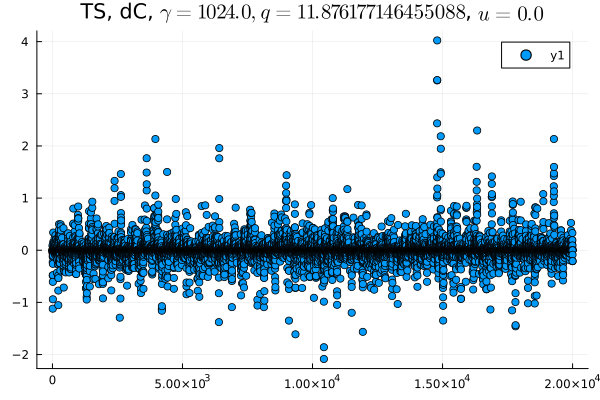 TS, dC, γ = 1024.0, q = 11.876177146455088, u = 0.0
y1
4
3
2
1
0
−1
−2
0 5.00×10³ 1.00×10⁴ 1.50×10⁴ 2.00×10⁴